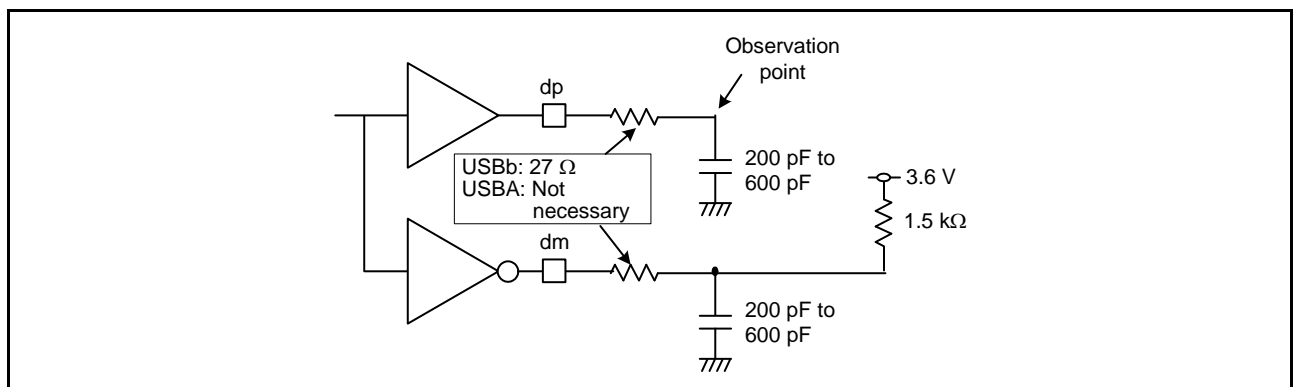 Observation
point
dp
200 pF to
600 pF
USBb: 27 Ω
USBA: Not
necessary
3.6 V
1.5 kΩ
dm
200 pF to
600 pF